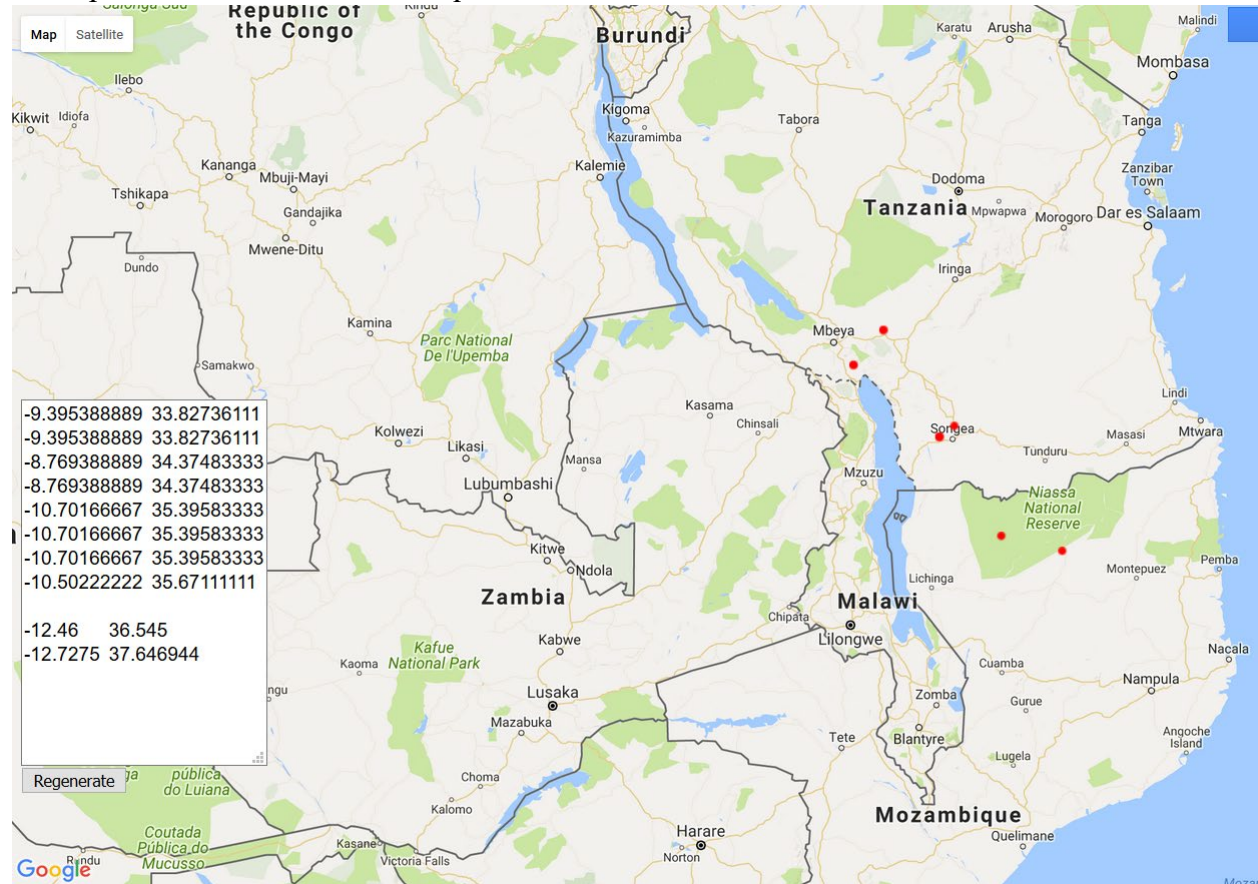 Republic of
the Congo
Map Satellite
Burundi
Karatu
Arusha
Malindi
Mombasa
Ilebo
Kikwit
Idiofa
Kigoma
Kazuramimba
Tabora
Tanga
Kananga
Mbuji-Mayi
Kalemie
Zanzibar
Town
Tshikapa
Gandajika
Dodoma
Tanzania
Mpwapwa
Morogoro
Dar es Salaam
Mwene-Ditu
Dundo
Iringa
Kamina
Mbeya
Parc National
De l'Upemba
Samakwo
Lindi
Kasama
Chinsali
Kolwezi
Likasi
Songea
Masasi
Mtwara
Tunduru
Mansa
Mzuzu
Lubumbashi
Niassa
National
Reserve
-9.395388889 33.82736111
-9.395388889 33.82736111
-8.769388889 34.37483333
-8.769388889 34.37483333
-10.70166667 35.39583333
-10.70166667 35.39583333
-10.70166667 35.39583333
-10.50222222 35.67111111
-12.46 36.545
-12.7275 37.646944
Kitwe
Ndola
Pemba
Montepuez
Lichinga
Zambia
Malawi
Chipata
Lilongwe
Kabwe
Kafue
National Park
Kaoma
Nacala
Cuamba
Nampula
Lusaka
Zomba
Gurue
Mazabuka
Tete
Blantyre
Angoche
Island
Lugela
Regenerate
pública
do Luiana
Choma
Kalomo
Mozambique
Coutada
Pública do
Mucusso
Harare
Quelimane
Kasane
Norton
Victoria Falls
Google